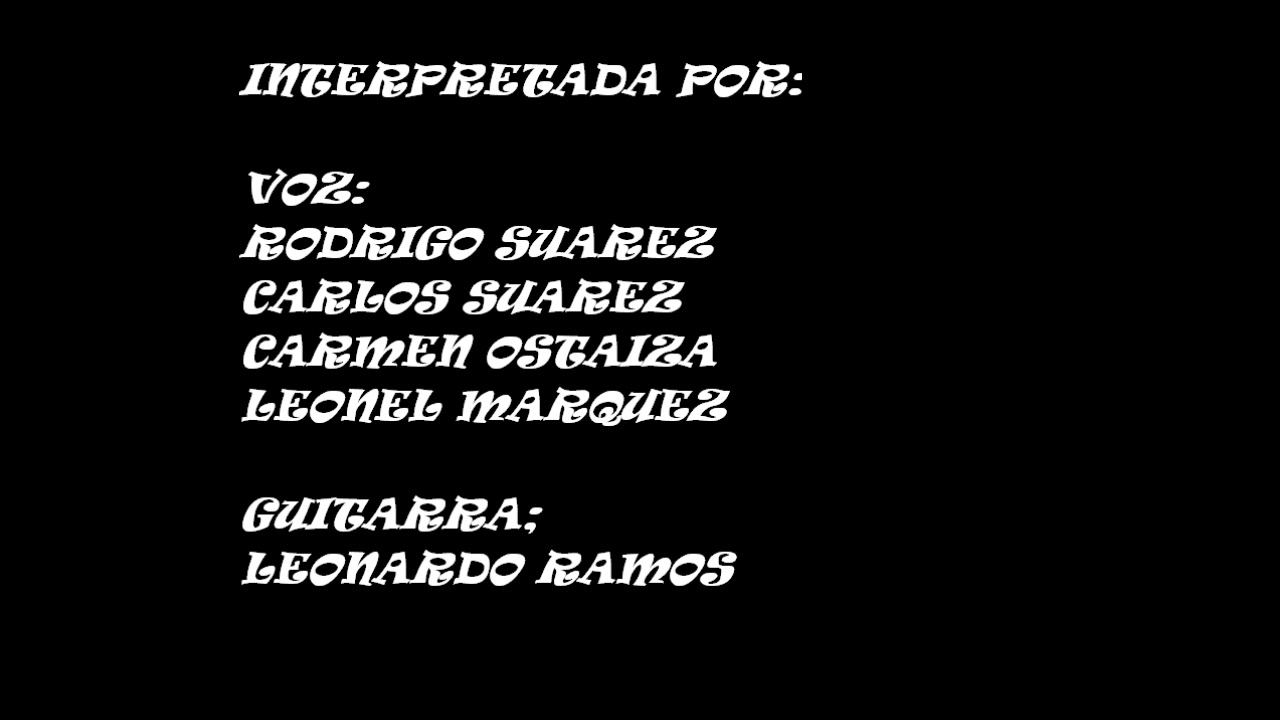 INTERPRETADA POR:
VOZ:
RODRIGO SUAREZ
CARLOS SUAREZ
CARMEN OSTAIZA
LEONEL MARQUEZ
GUITARRA;
LEONARDO RAMOS